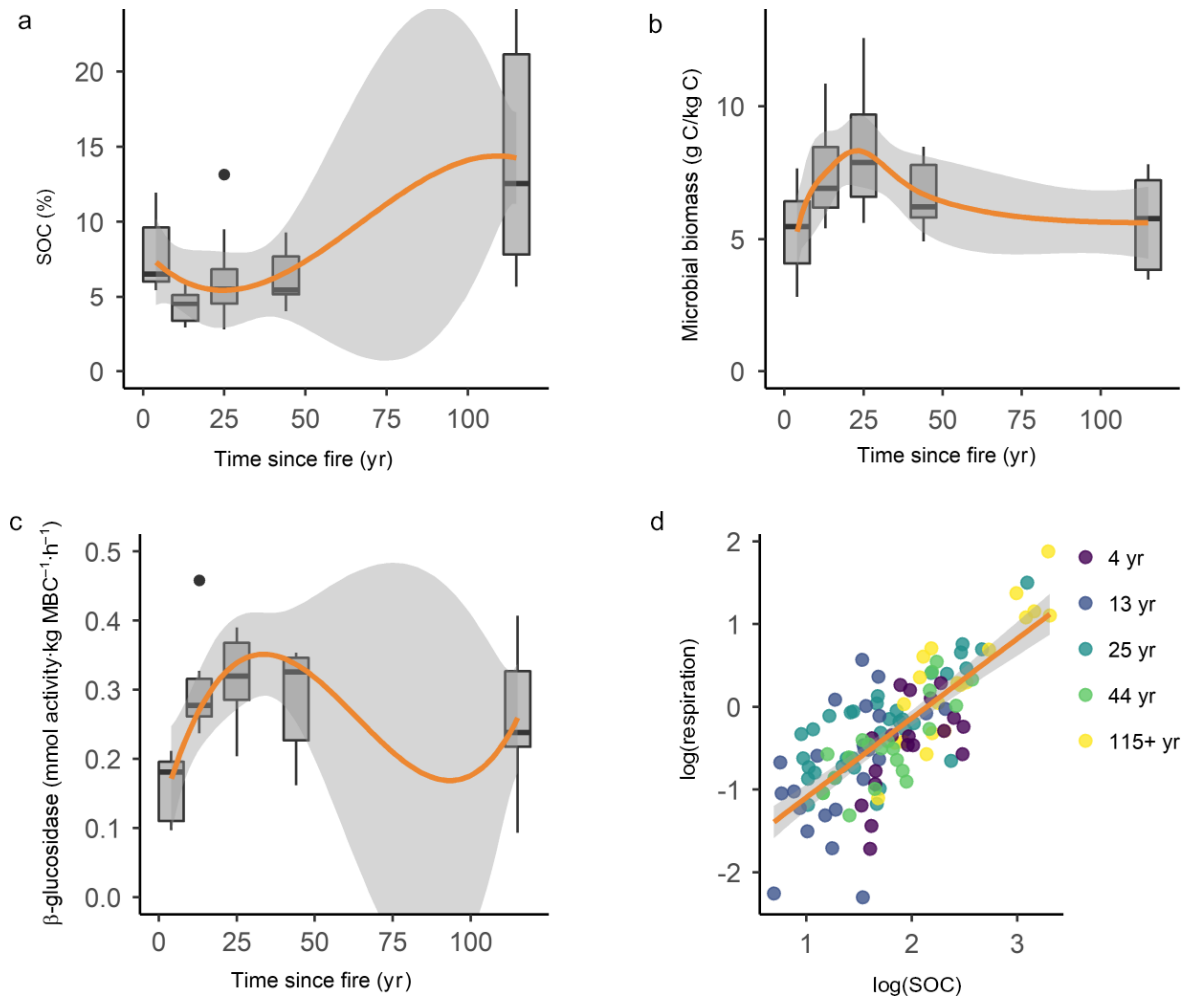 a
SOC (%)
20
15
10
5
0
0 25 50 75 100
Time since fire (yr)
b
Microbial biomass (g C/kg C)
10
5
0
0 25 50 75 100
Time since fire (yr)
c
β-glucosidase (mmol activity·kg MBC⁻¹·h⁻¹)
0.5
0.4
0.3
0.2
0.1
0.0
0 25 50 75 100
Time since fire (yr)
d
log(respiration)
2
1
0
-1
-2
1 2 3
log(SOC)
4 yr
13 yr
25 yr
44 yr
115+ yr